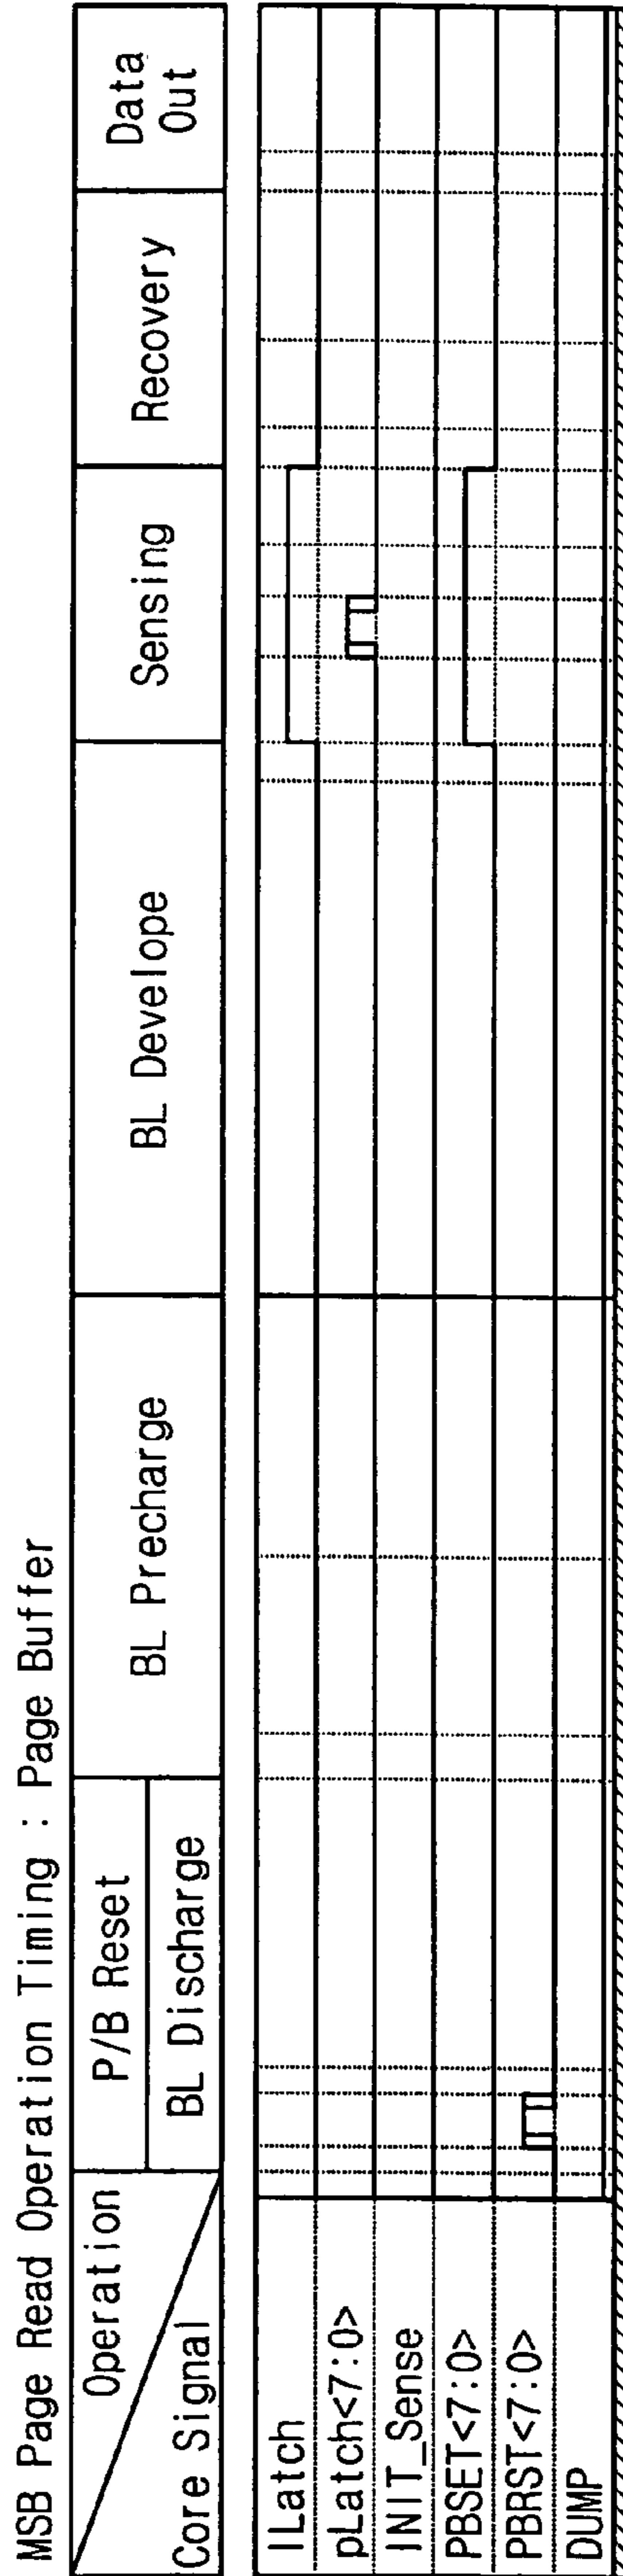 MSB Page Read Operation Timing : Page Buffer
Operation
Core Signal
P/B Reset
BL Discharge
BL Precharge
BL Develope
Sensing
Recovery
Data
Out
ILatch
pLatch<7:0>
INIT_Sense
PBSET<7:0>
PBRST<7:0>
DUMP